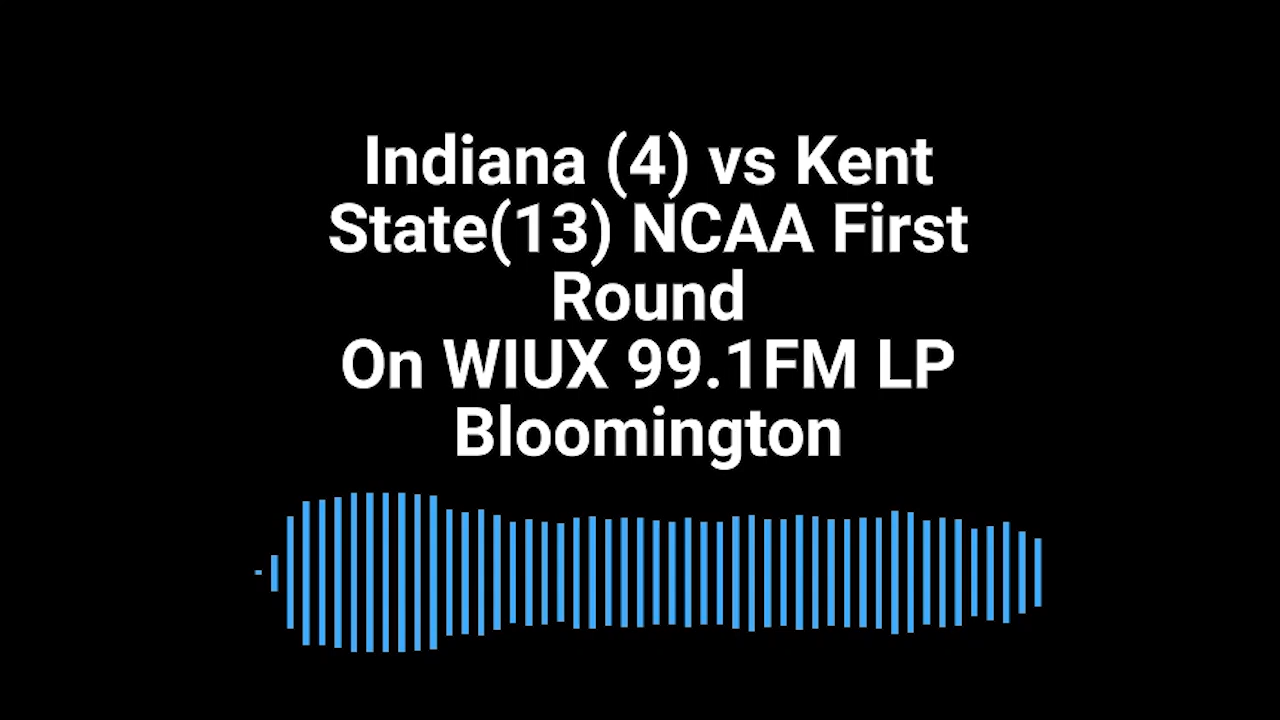 Indiana (4) vs Kent
State(13) NCAA First
Round
On WIUX 99.1FM LP
Bloomington